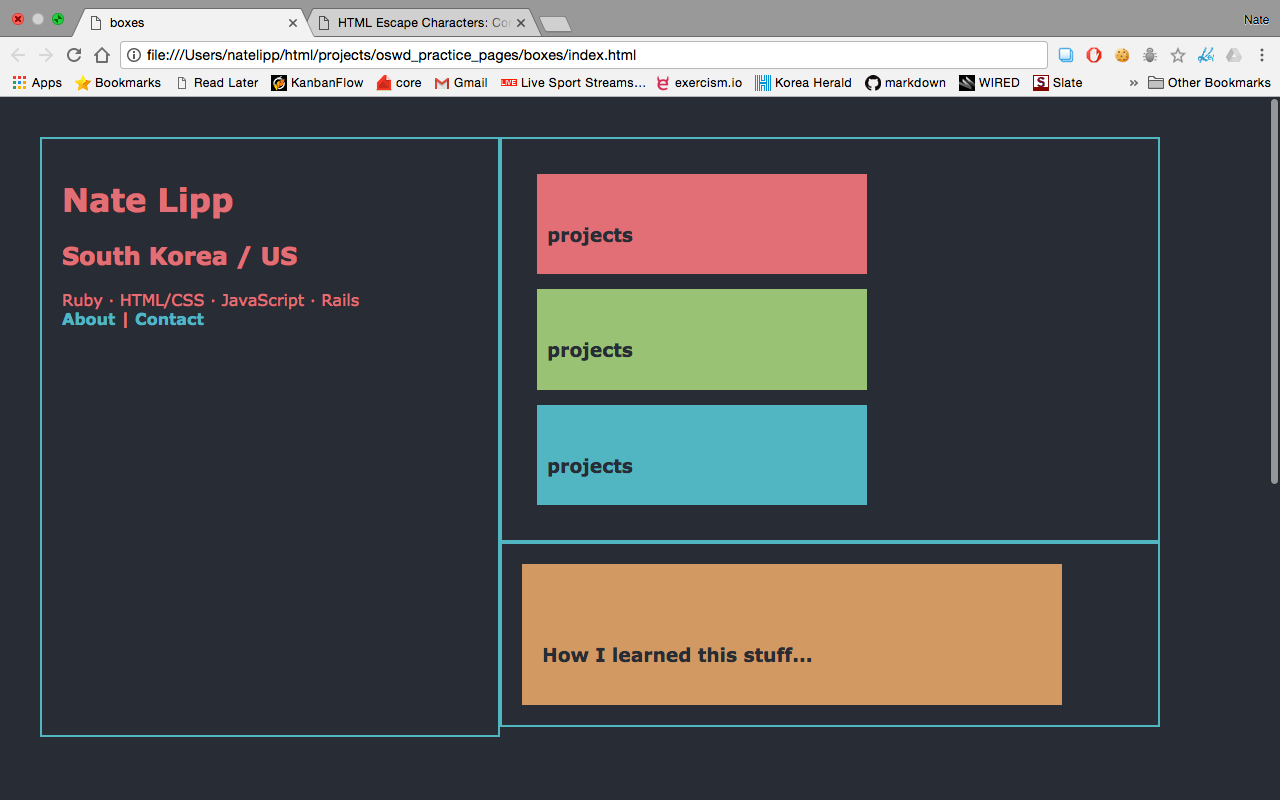 boxes
HTML Escape Characters: Co
Nate
file:///Users/natelipp/html/projects/oswd_practice_pages/boxes/index.html
Apps Bookmarks Read Later KanbanFlow core Gmail LIVE Live Sport Streams... exercism.io Korea Herald markdown WIRED S Slate » Other Bookmarks
Nate Lipp
South Korea / US
Ruby · HTML/CSS · JavaScript · Rails
About | Contact
projects
projects
projects
How I learned this stuff...